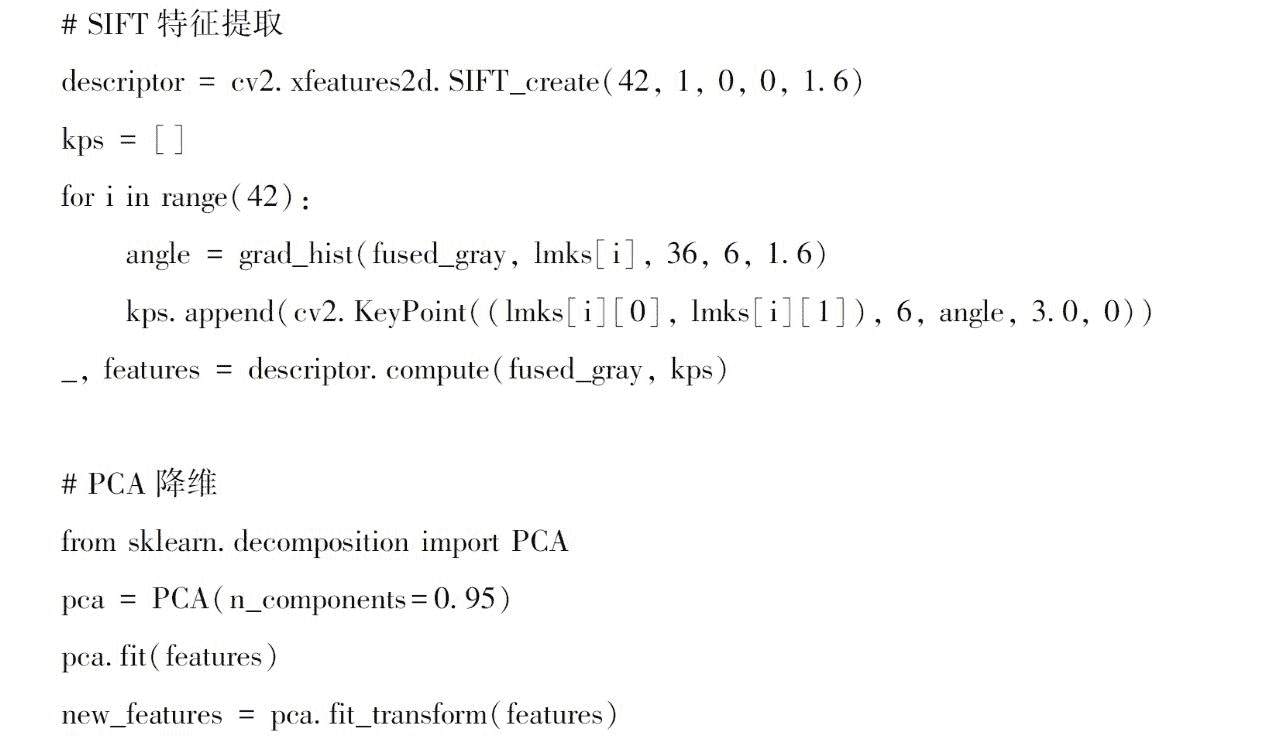 # SIFT 特征提取
descriptor = cv2.xfeatures2d.SIFT_create(42, 1, 0, 0, 1.6)
kps = []
for i in range(42):
    angle = grad_hist(fused_gray, lmks[i], 36, 6, 1.6)
    kps.append(cv2.KeyPoint((lmks[i][0], lmks[i][1]), 6, angle, 3.0, 0))
_, features = descriptor.compute(fused_gray, kps)

# PCA 降维
from sklearn.decomposition import PCA
pca = PCA(n_components=0.95)
pca.fit(features)
new_features = pca.fit_transform(features)